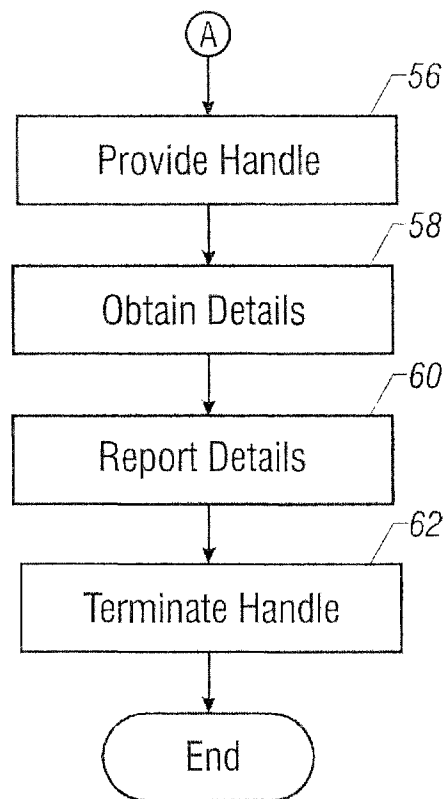 A
56
Provide Handle
58
Obtain Details
60
Report Details
62
Terminate Handle
End